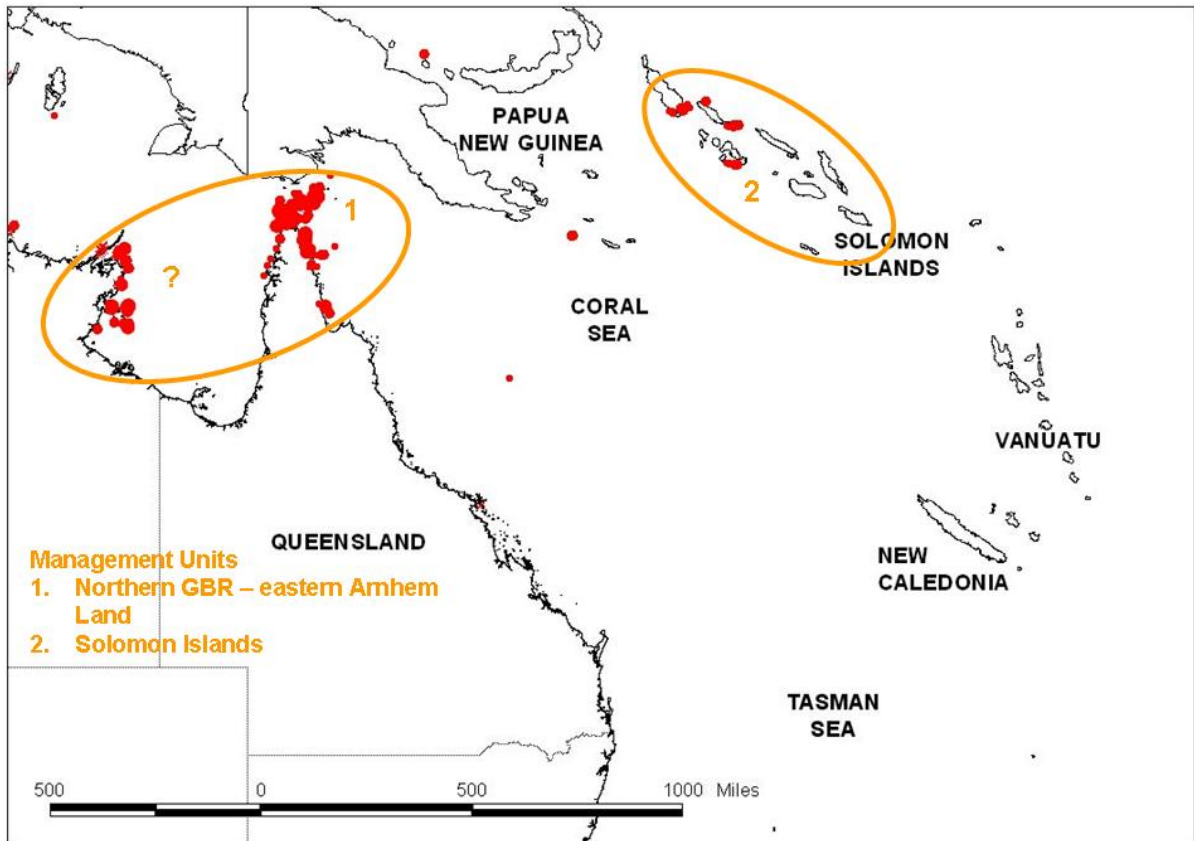 PAPUA
NEW GUINEA
1
2
?
SOLOMON
ISLANDS
CORAL
SEA
VANUATU
QUEENSLAND
NEW
CALEDONIA
Management Units
1. Northern GBR – eastern Arnhem
Land
2. Solomon Islands
TASMAN
SEA
500 0 500 1000 Miles